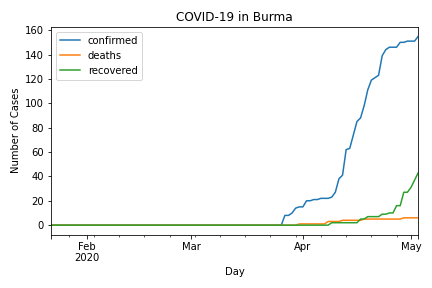 COVID-19 in Burma
confirmed
deaths
recovered
160
140
120
100
80
60
40
20
0
Number of Cases
Feb
2020
Mar
Apr
May
Day